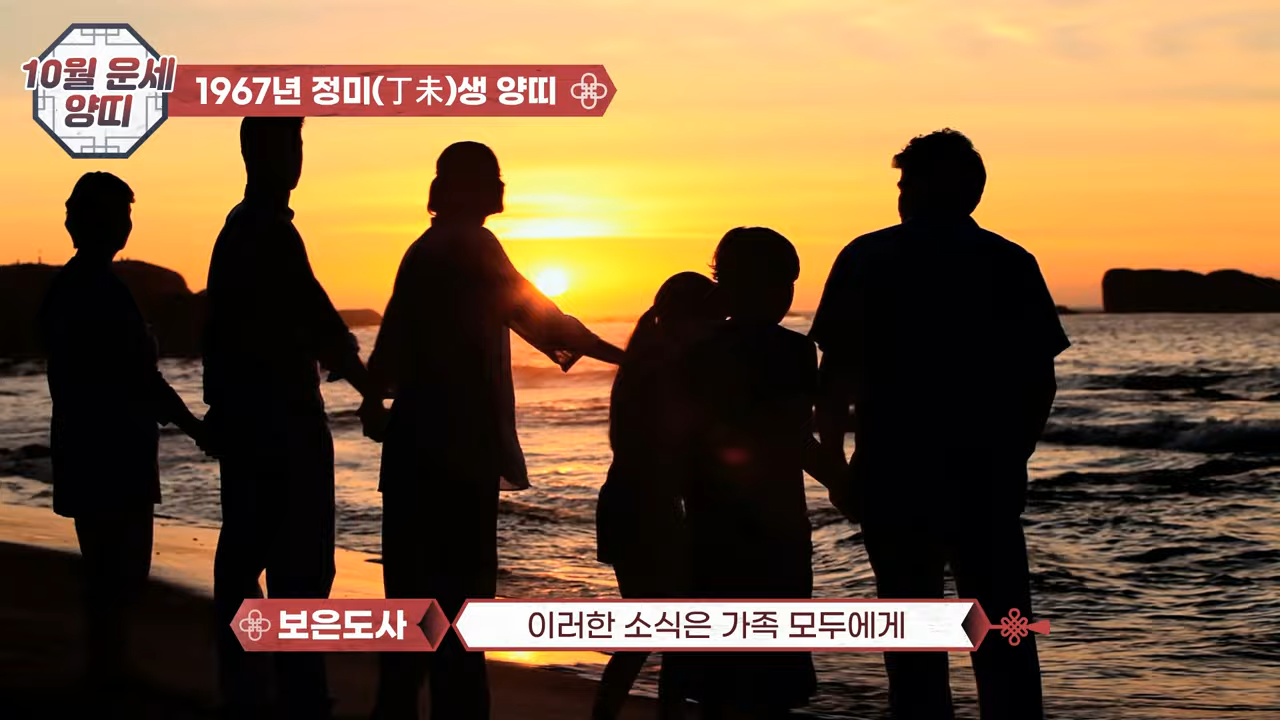 10월 운세
양띠
1967년 정미(丁未)생 양띠
보은도사
이러한 소식은 가족 모두에게